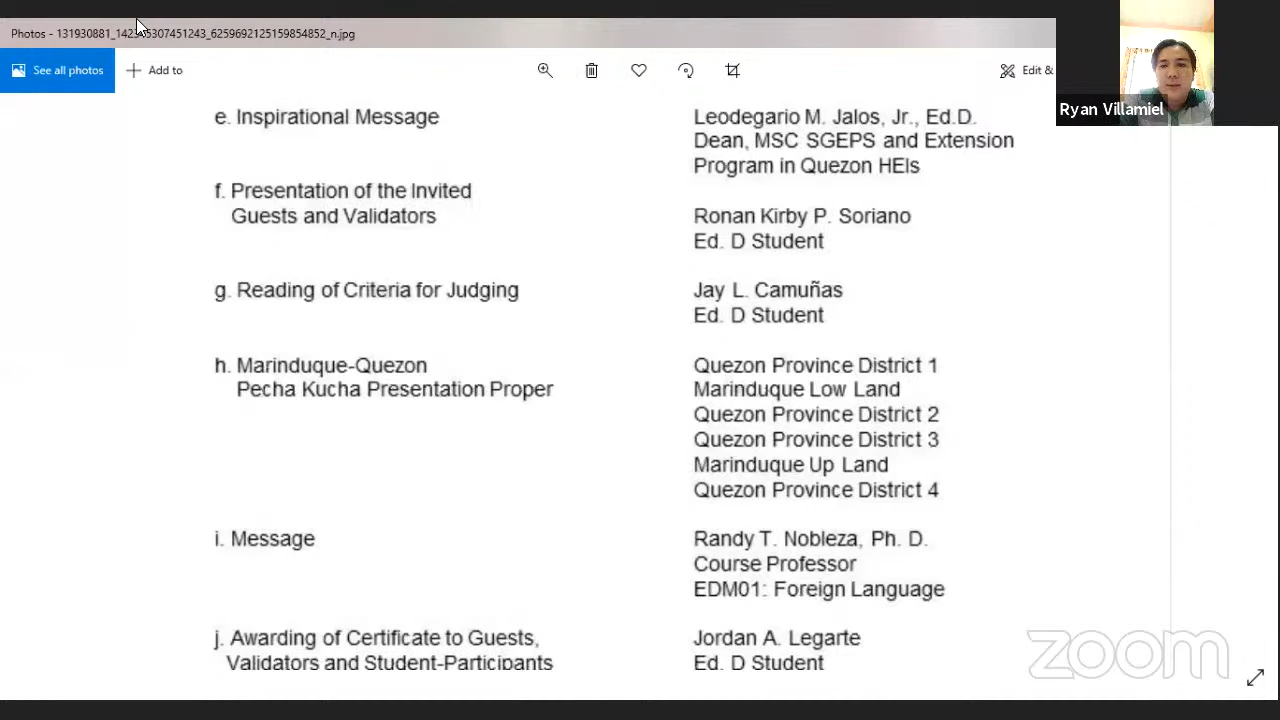 Photos - 131930881_142
5307451243_6259692125159854852_n.jpg
See all photos
Add to
Edit &
Ryan Villamiel
e. Inspirational Message
Leodegario M. Jalos, Jr., Ed.D.
Dean, MSC SGEPS and Extension
Program in Quezon HEIs
f. Presentation of the Invited
Guests and Validators
Ronan Kirby P. Soriano
Ed. D Student
g. Reading of Criteria for Judging
Jay L. Camuñas
Ed. D Student
h. Marinduque-Quezon
Pecha Kucha Presentation Proper
Quezon Province District 1
Marinduque Low Land
Quezon Province District 2
Quezon Province District 3
Marinduque Up Land
Quezon Province District 4
i. Message
Randy T. Nobleza, Ph. D.
Course Professor
EDM01: Foreign Language
j. Awarding of Certificate to Guests,
Validators and Student-Participants
Jordan A. Legarte
Ed. D Student
zoom